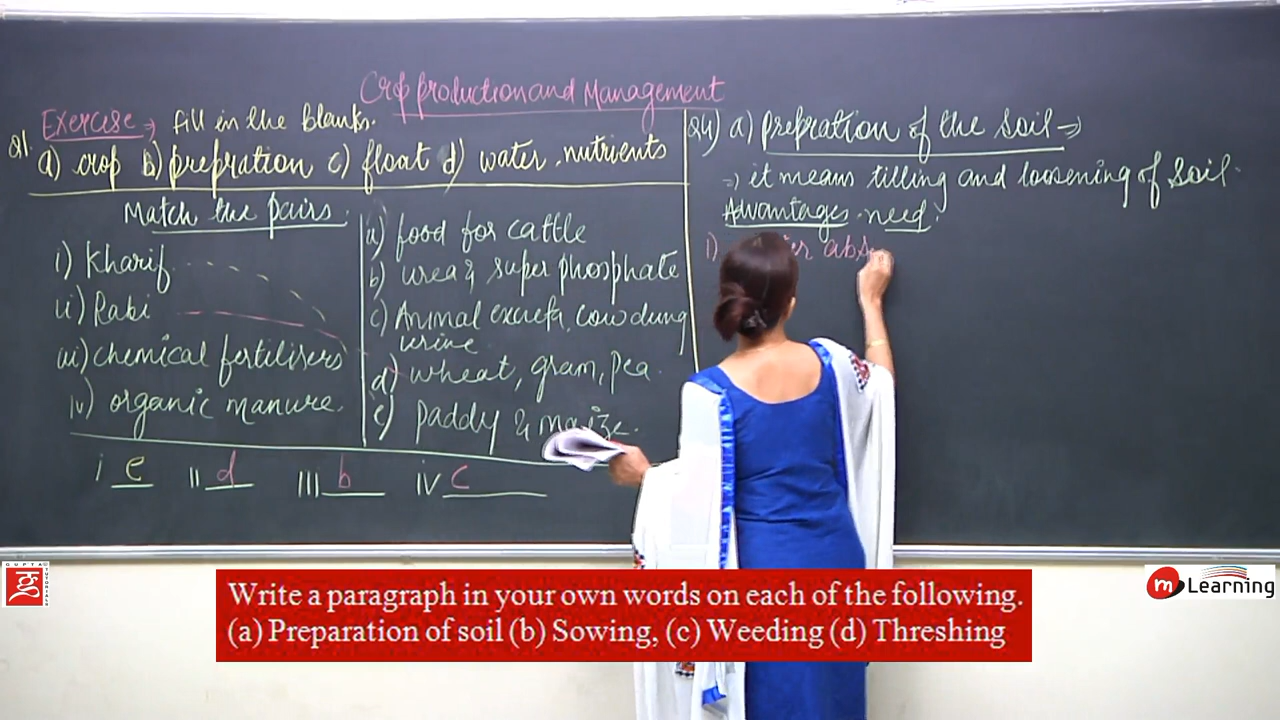 Crop production and Management
Exercise → fill in the blanks.
Q1. a) crop b) prepration c) float d) water, nutrients
Match the pairs.
i) Kharif
ii) Rabi
iii) chemical fertilisers
iv) organic manure.
a) food for cattle
b) urea & super phosphate
c) Animal excreta, cow dung
urine.
d) wheat, gram, pea.
e) paddy & maize.
i e ii d iii b iv c
Q4) a) prepration of the soil →
→ it means tilling and loosening of soil.
Advantages need.
i)
GUPTA
TUTORIALS
Write a paragraph in your own words on each of the following.
(a) Preparation of soil (b) Sowing, (c) Weeding (d) Threshing
m Learning